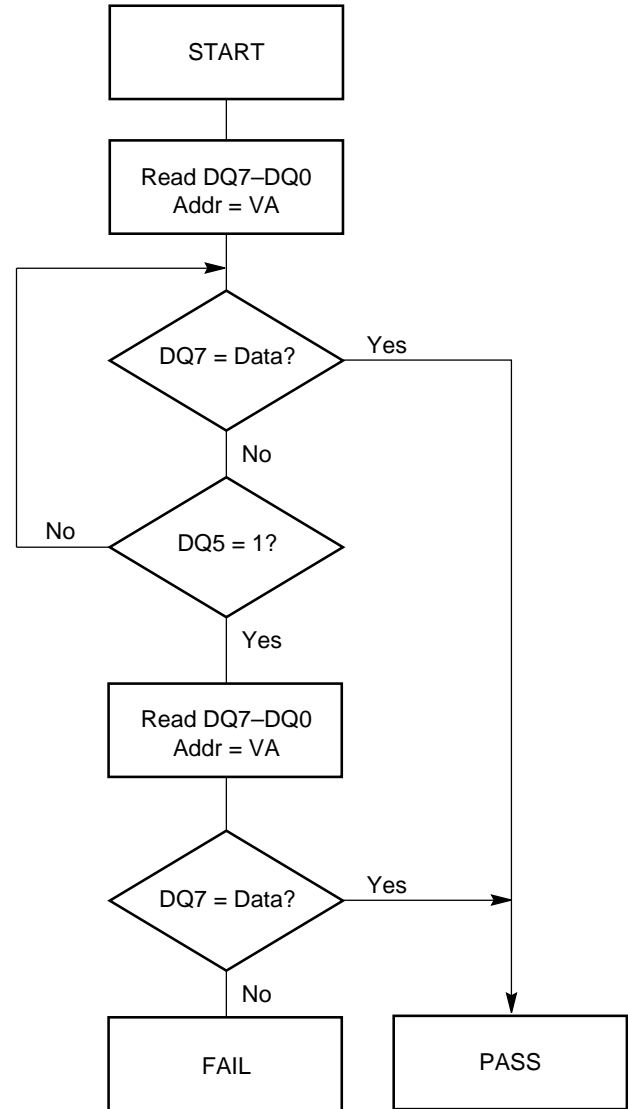 START
Read DQ7–DQ0
Addr = VA
DQ7 = Data?
Yes
No
DQ5 = 1?
No
Yes
Read DQ7–DQ0
Addr = VA
DQ7 = Data?
Yes
No
FAIL
PASS